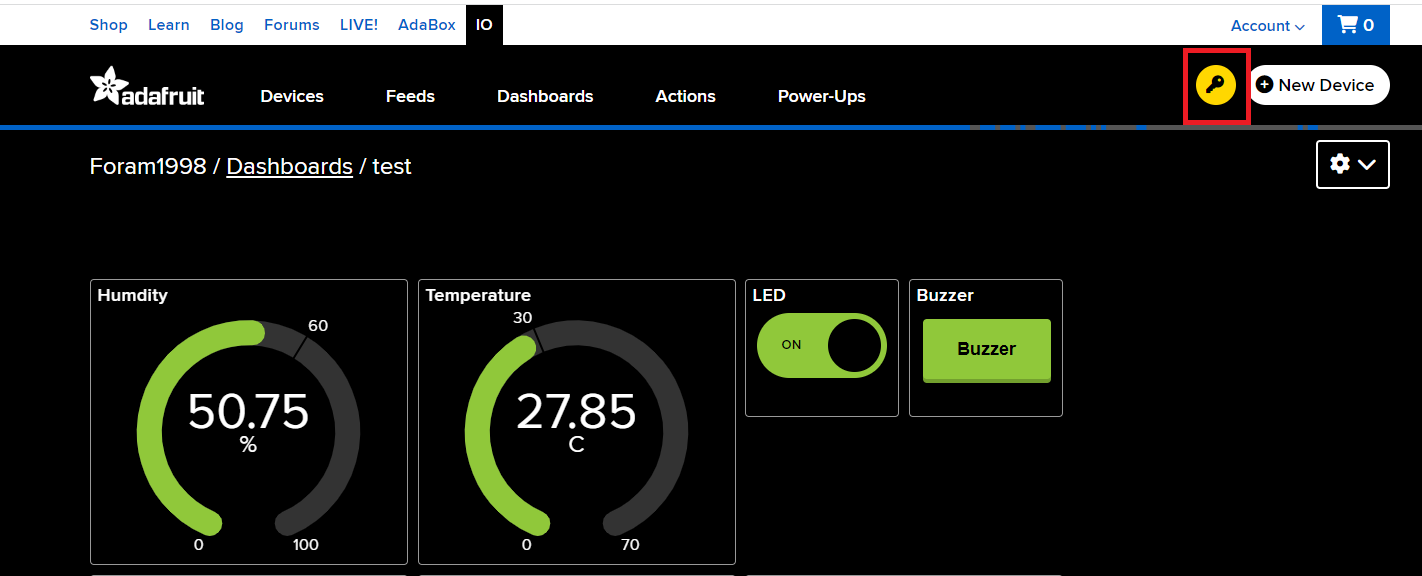 Shop Learn Blog Forums LIVE! AdaBox IO Account 0
adafruit Devices Feeds Dashboards Actions Power-Ups New Device
Foram1998 / Dashboards / test
Humdity
60
50.75
%
0 100
Temperature
30
27.85
C
0 70
LED
ON
Buzzer
Buzzer